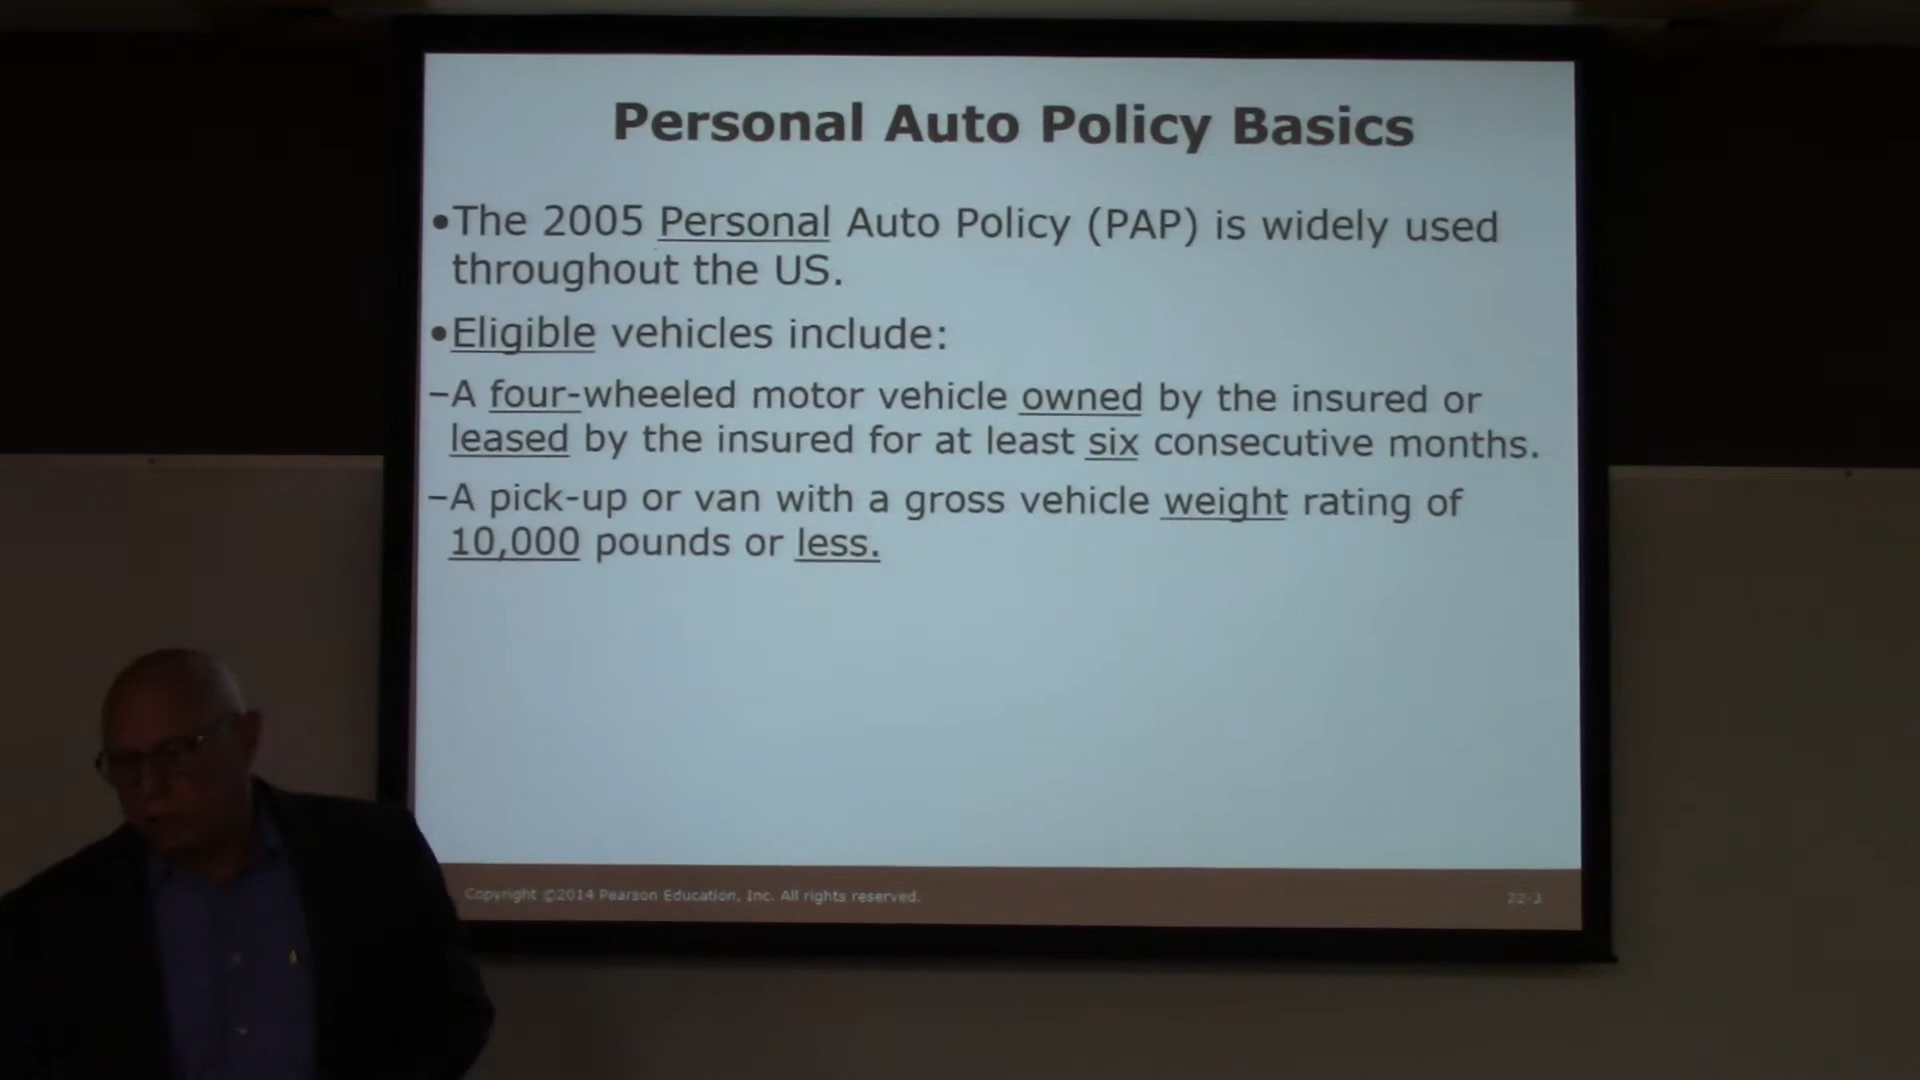 Personal Auto Policy Basics
•The 2005 Personal Auto Policy (PAP) is widely used
throughout the US.
•Eligible vehicles include:
–A four-wheeled motor vehicle owned by the insured or
leased by the insured for at least six consecutive months.
–A pick-up or van with a gross vehicle weight rating of
10,000 pounds or less.
Copyright ©2014 Pearson Education, Inc. All rights reserved.
22-3